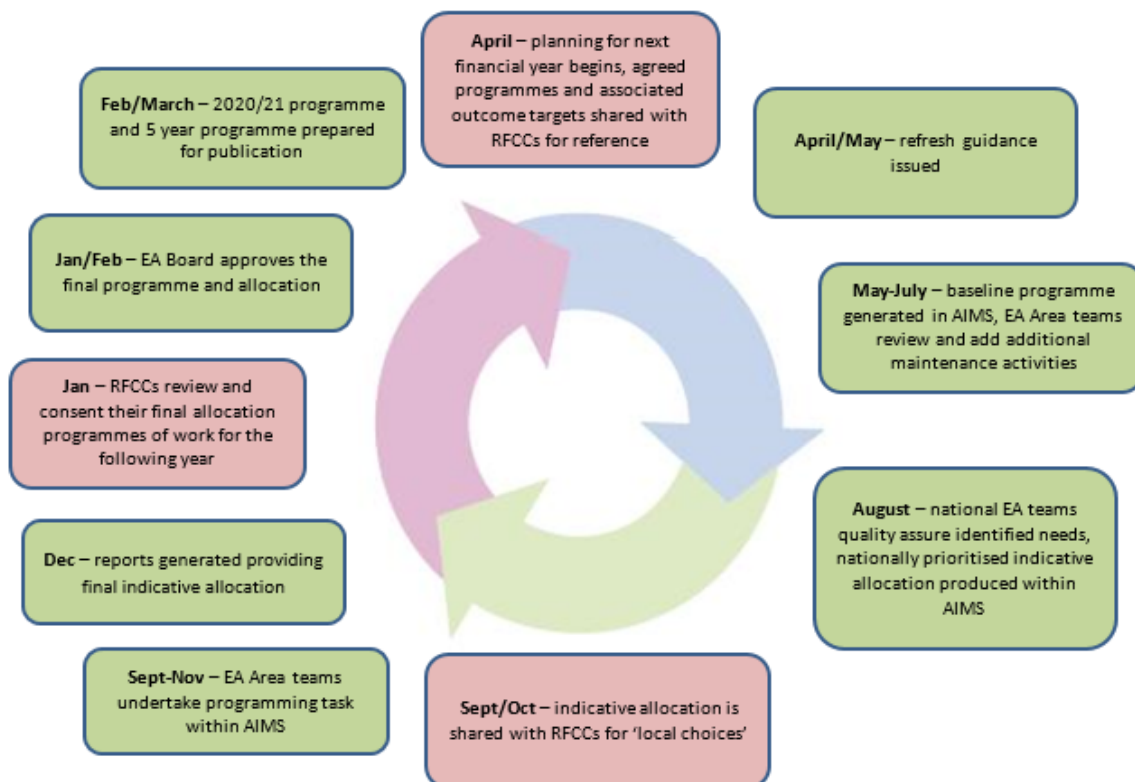 April – planning for next
financial year begins, agreed
programmes and associated
outcome targets shared with
RFCCs for reference
April/May – refresh guidance
issued
May-July – baseline programme
generated in AIMS, EA Area teams
review and add additional
maintenance activities
August – national EA teams
quality assure identified needs,
nationally prioritised indicative
allocation produced within
AIMS
Sept/Oct – indicative allocation is
shared with RFCCs for ‘local choices’
Sept-Nov – EA Area teams
undertake programming task
within AIMS
Dec – reports generated providing
final indicative allocation
Jan – RFCCs review and
consent their final allocation
programmes of work for the
following year
Jan/Feb – EA Board approves the
final programme and allocation
Feb/March – 2020/21 programme
and 5 year programme prepared
for publication